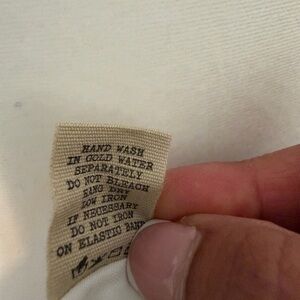 HAND WASH
IN COLD WATER
SEPARATELY
DO NOT BLEACH
HANG DRY
LOW IRON
IF NECESSARY
DO NOT IRON
ON ELASTIC BAND